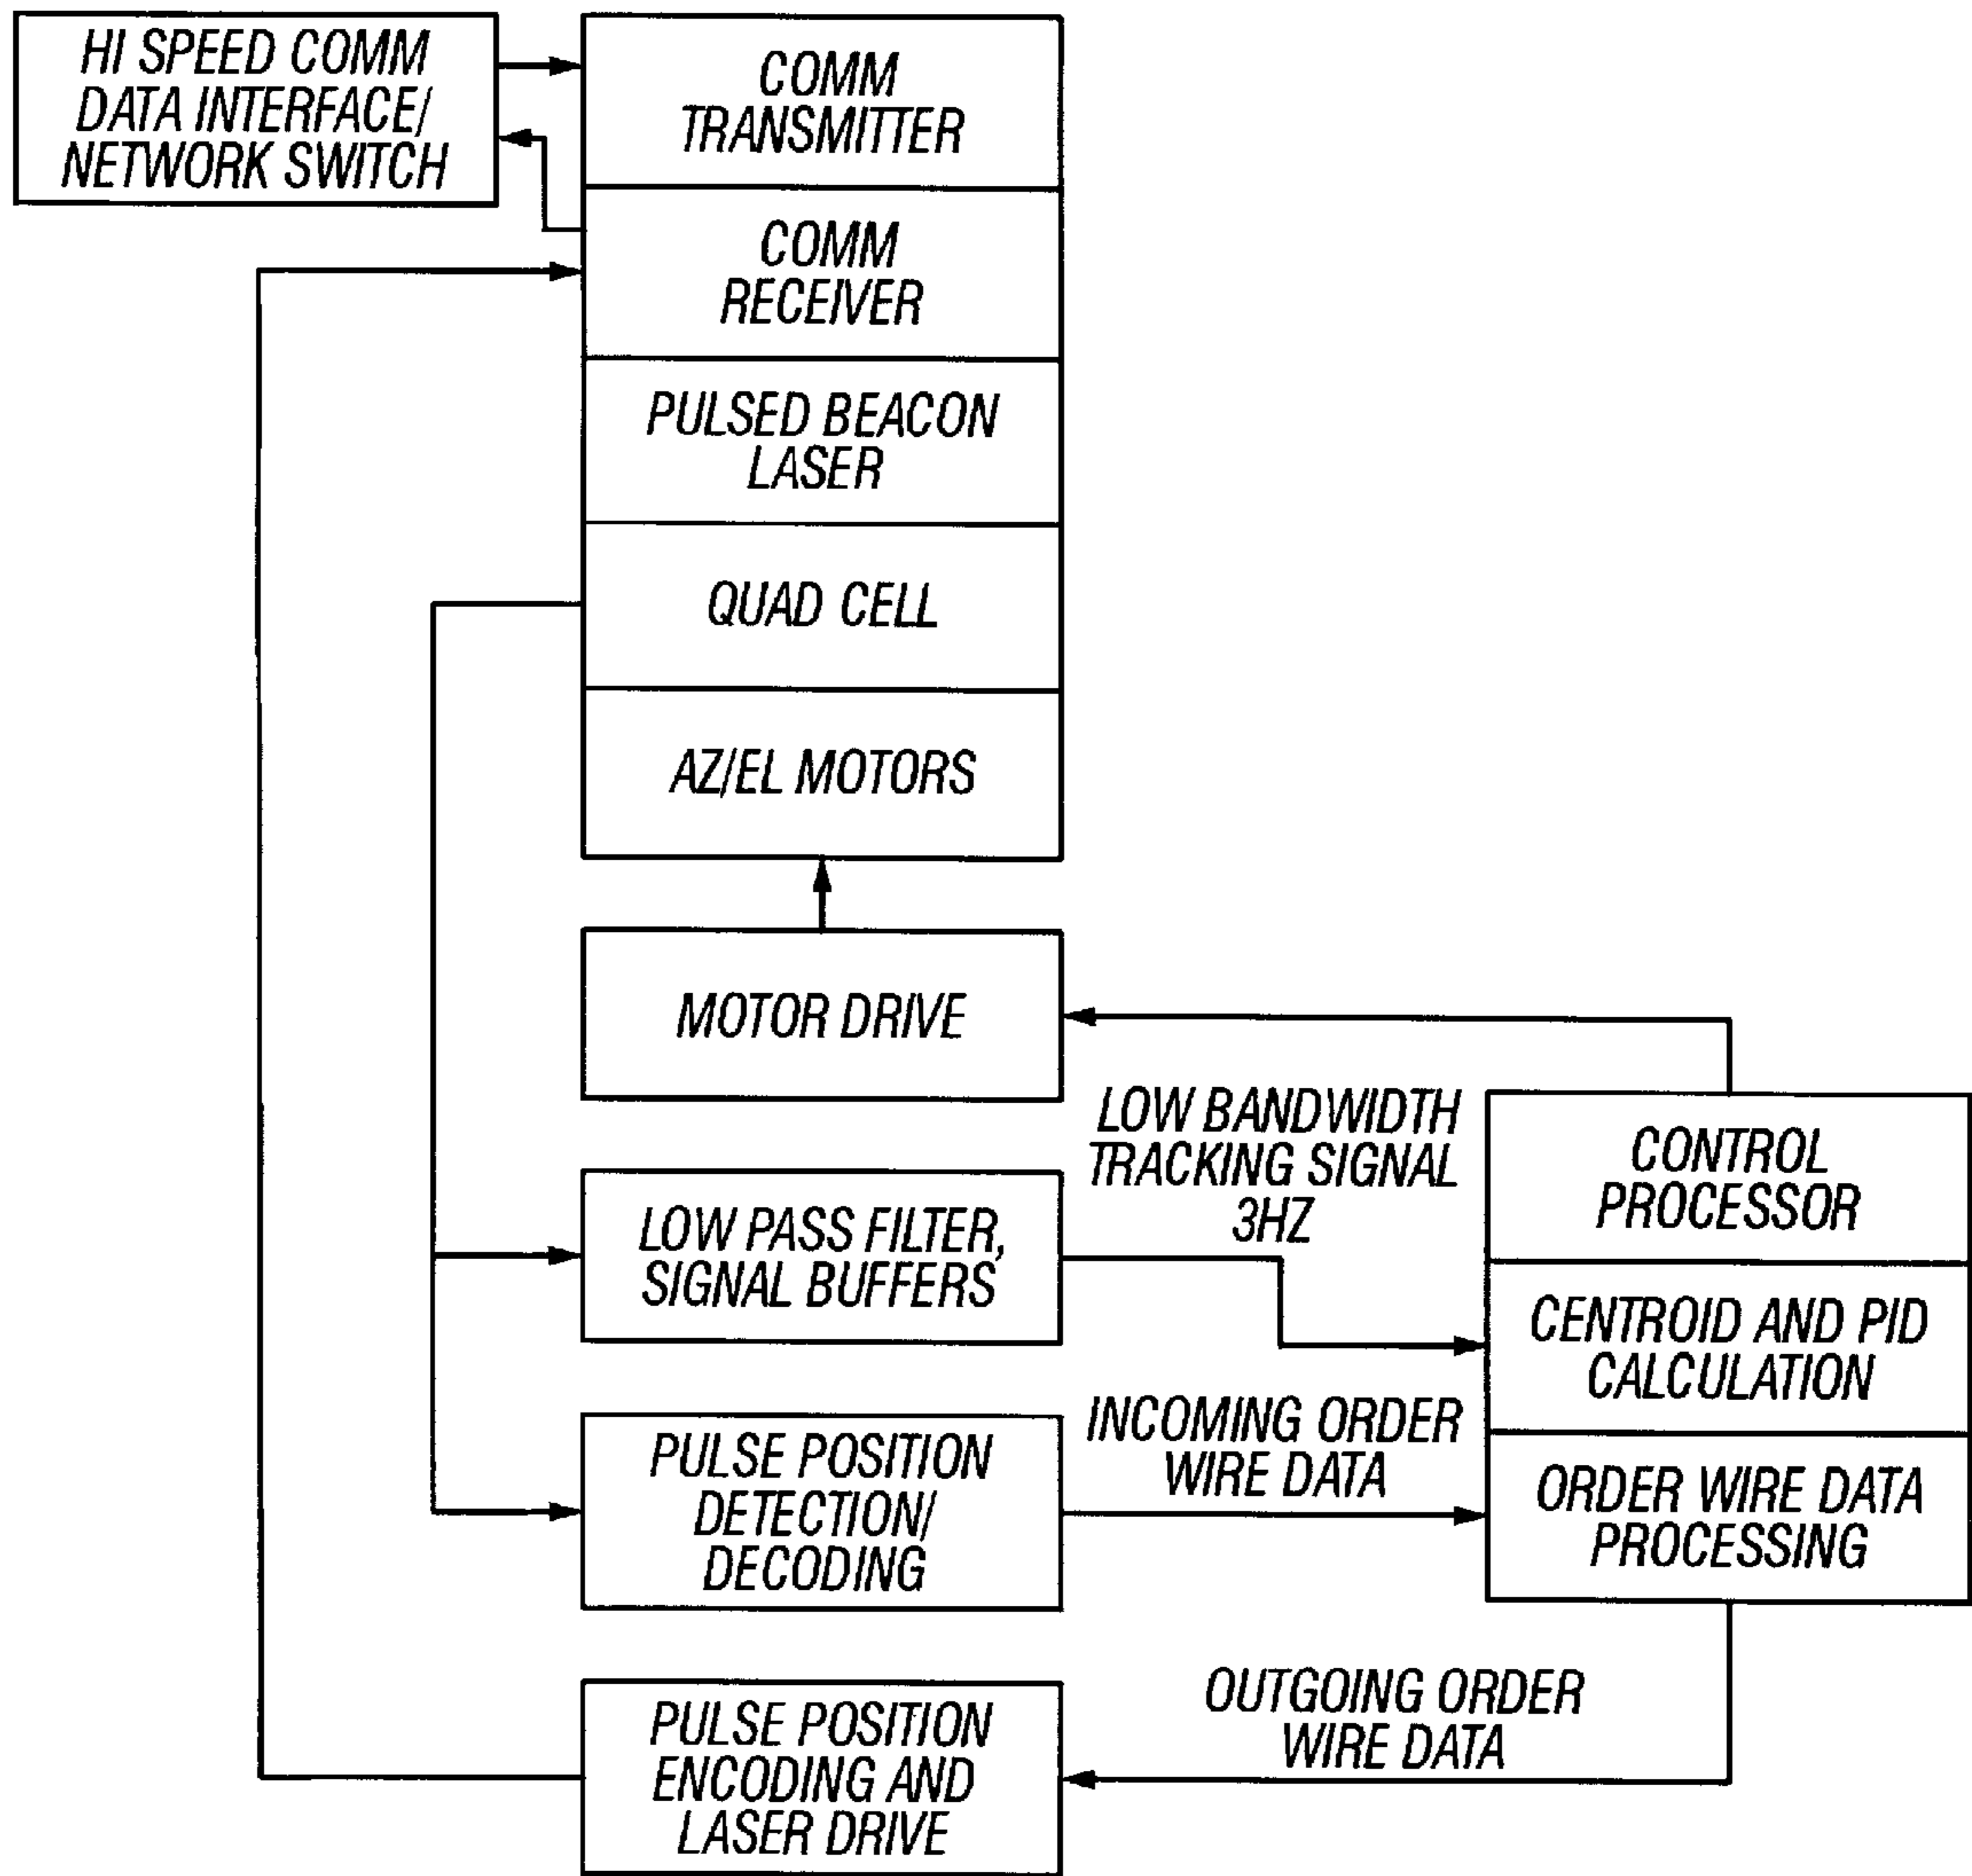 HI SPEED COMM
DATA INTERFACE/
NETWORK SWITCH
COMM
TRANSMITTER
COMM
RECEIVER
PULSED BEACON
LASER
QUAD CELL
AZ/EL MOTORS
MOTOR DRIVE
LOW BANDWIDTH
TRACKING SIGNAL
3HZ
CONTROL
PROCESSOR
LOW PASS FILTER,
SIGNAL BUFFERS
CENTROID AND PID
CALCULATION
PULSE POSITION
DETECTION/
DECODING
INCOMING ORDER
WIRE DATA
ORDER WIRE DATA
PROCESSING
PULSE POSITION
ENCODING AND
LASER DRIVE
OUTGOING ORDER
WIRE DATA